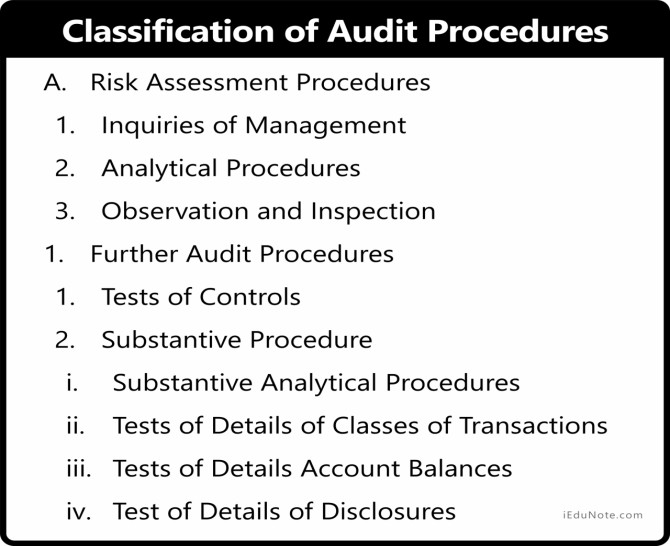 Classification of Audit Procedures
A. Risk Assessment Procedures
1. Inquiries of Management
2. Analytical Procedures
3. Observation and Inspection
1. Further Audit Procedures
1. Tests of Controls
2. Substantive Procedure
i. Substantive Analytical Procedures
ii. Tests of Details of Classes of Transactions
iii. Tests of Details Account Balances
iv. Test of Details of Disclosures
iEduNote.com